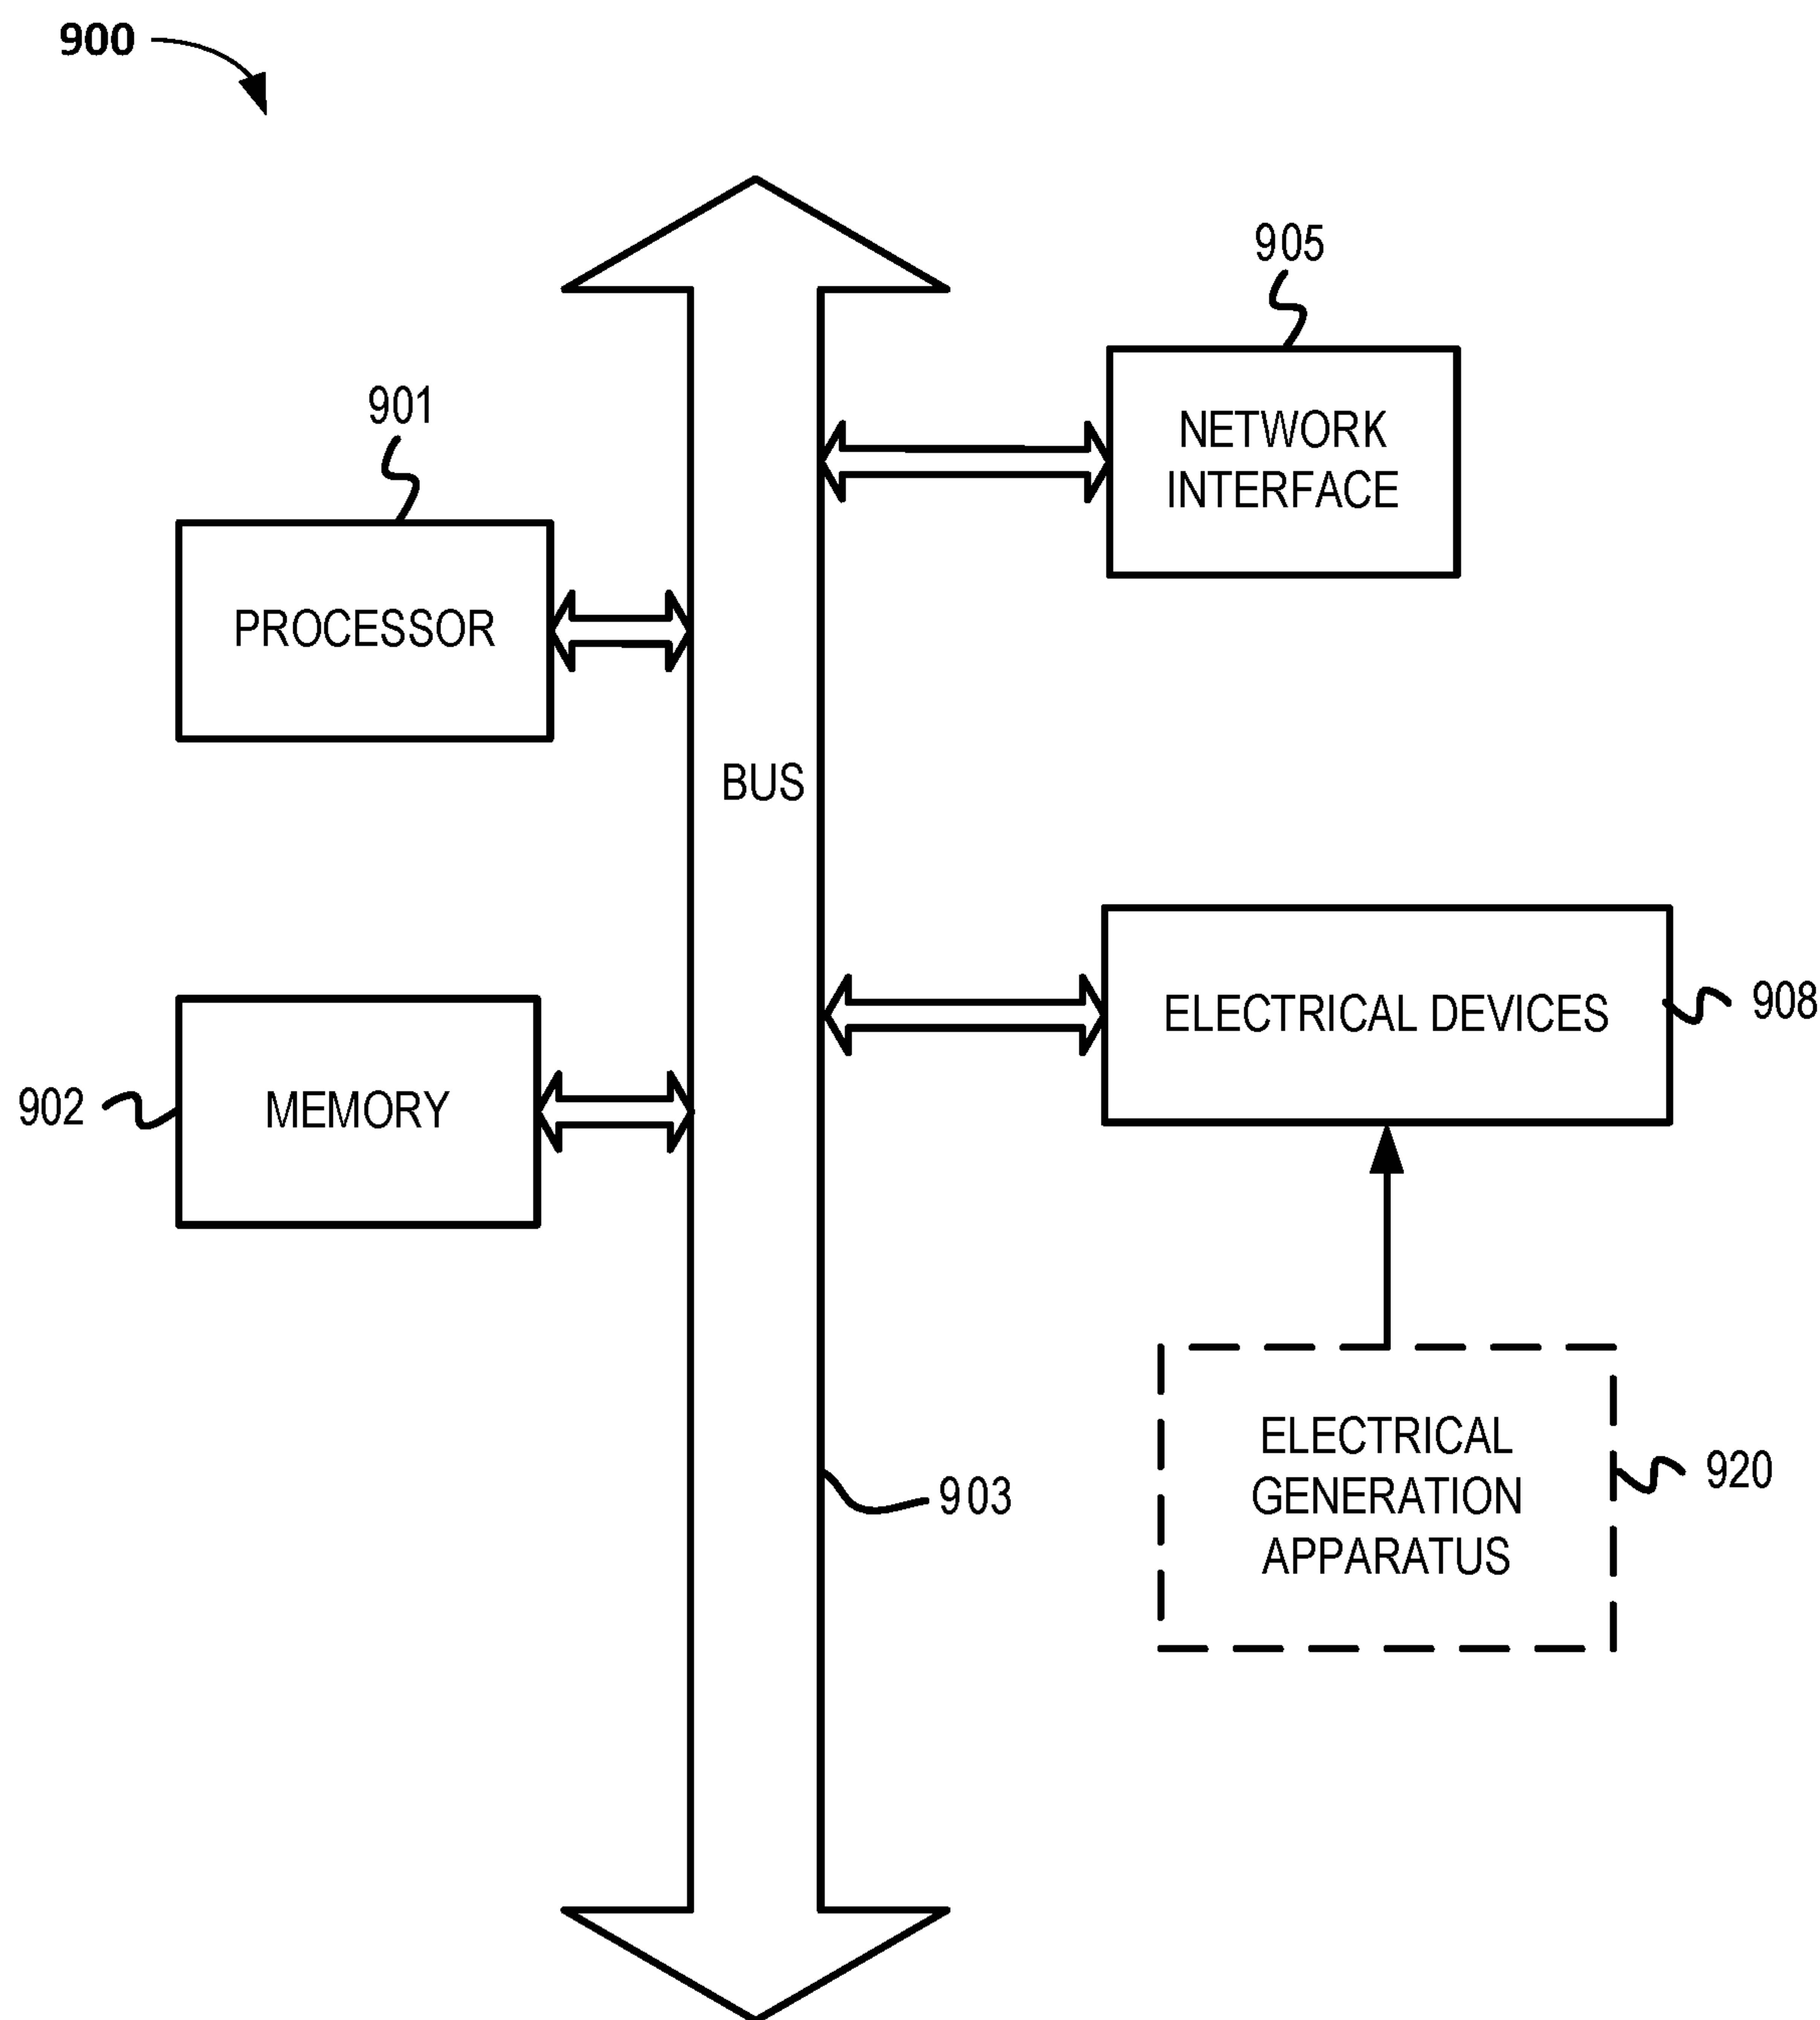 900
905
NETWORK
INTERFACE
901
PROCESSOR
BUS
ELECTRICAL DEVICES
908
902
MEMORY
903
ELECTRICAL
GENERATION
APPARATUS
920